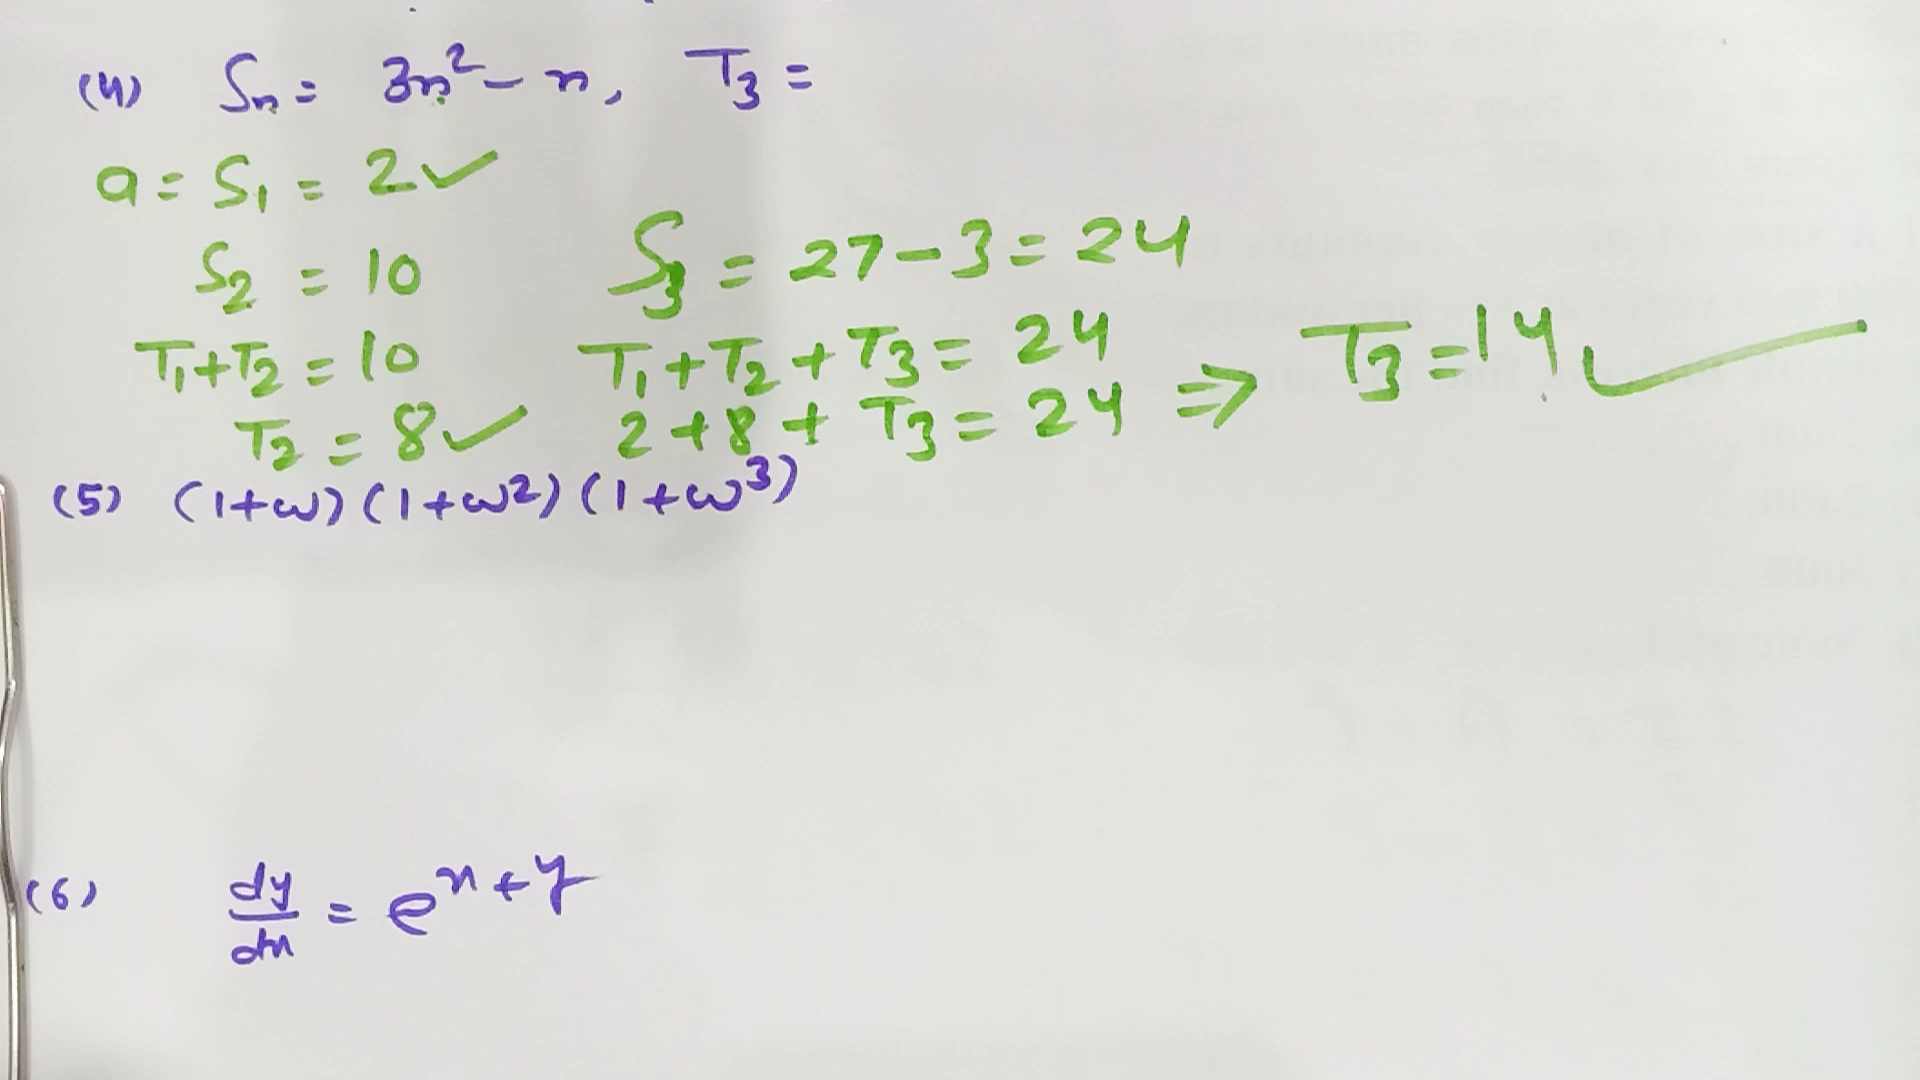 (4) Sn = 3n² - n, T3 =
a = S1 = 2 ✓
S2 = 10 S3 = 27 - 3 = 24
T1 + T2 = 10 T1 + T2 + T3 = 24
T2 = 8 ✓ 2 + 8 + T3 = 24 ⇒ T3 = 14 ✓
(5) (1+ω)(1+ω²)(1+ω³)
(6) dy/dx = e^x+y